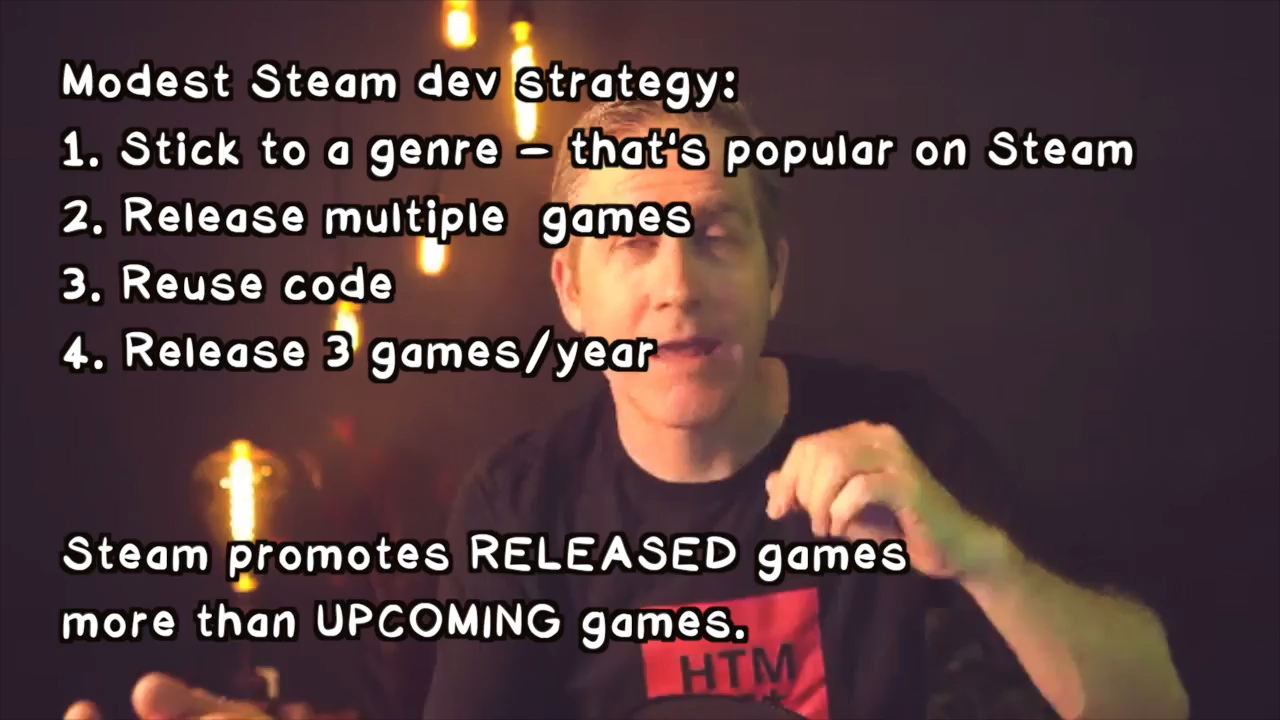 Modest Steam dev strategy:
1. Stick to a genre – that's popular on Steam
2. Release multiple games
3. Reuse code
4. Release 3 games/year
Steam promotes RELEASED games
more than UPCOMING games.
HTM